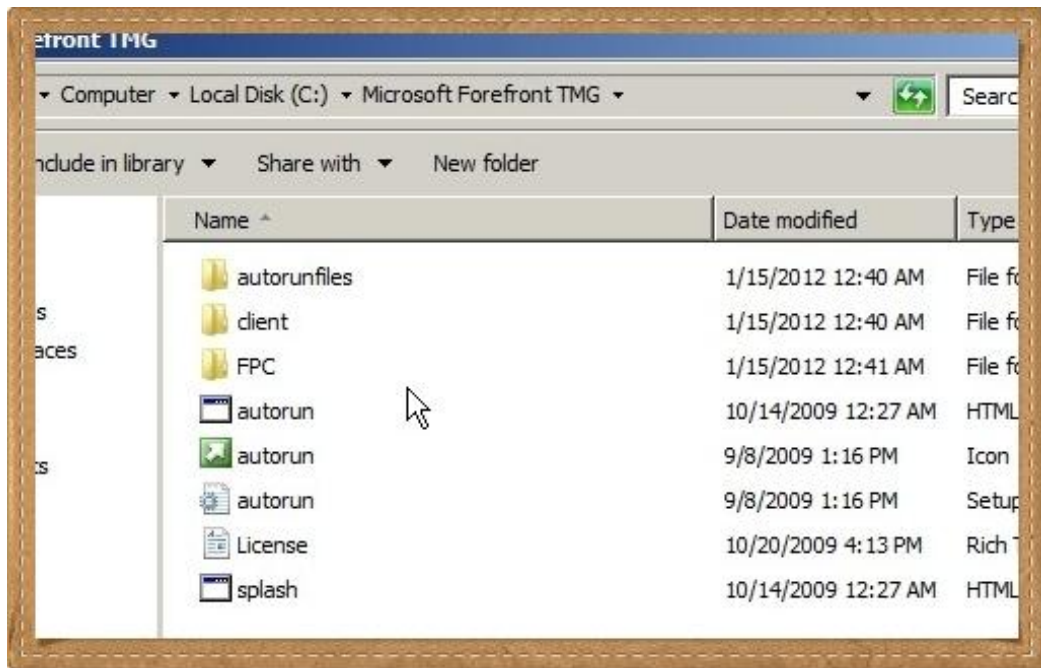 efront TMG
Computer Local Disk (C:) Microsoft Forefront TMG Searc
nclude in library Share with New folder
Name Date modified Type
autorunfiles 1/15/2012 12:40 AM File fo
client 1/15/2012 12:40 AM File fo
s
aces
FPC 1/15/2012 12:41 AM File fo
autorun 10/14/2009 12:27 AM HTML
autorun 9/8/2009 1:16 PM Icon
ts
autorun 9/8/2009 1:16 PM Setup
License 10/20/2009 4:13 PM Rich T
splash 10/14/2009 12:27 AM HTML